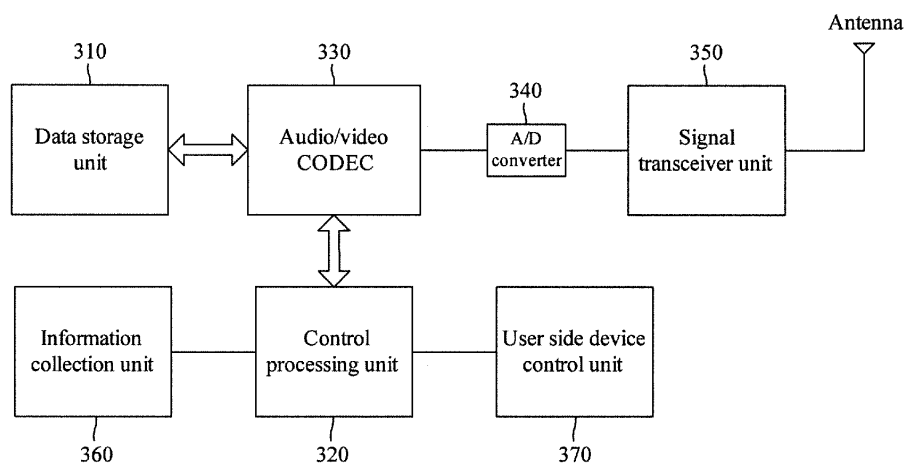 Antenna
310
330
340
350
Data storage
unit
Audio/video
CODEC
A/D
converter
Signal
transceiver unit
Information
collection unit
Control
processing unit
User side device
control unit
360
320
370